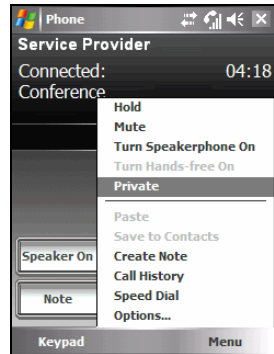 Phone
Service Provider
Connected: 04:18
Conference
Hold
Mute
Turn Speakerphone On
Turn Hands-free On
Private
Paste
Save to Contacts
Create Note
Call History
Speed Dial
Options...
Speaker On
Note
Keypad Menu